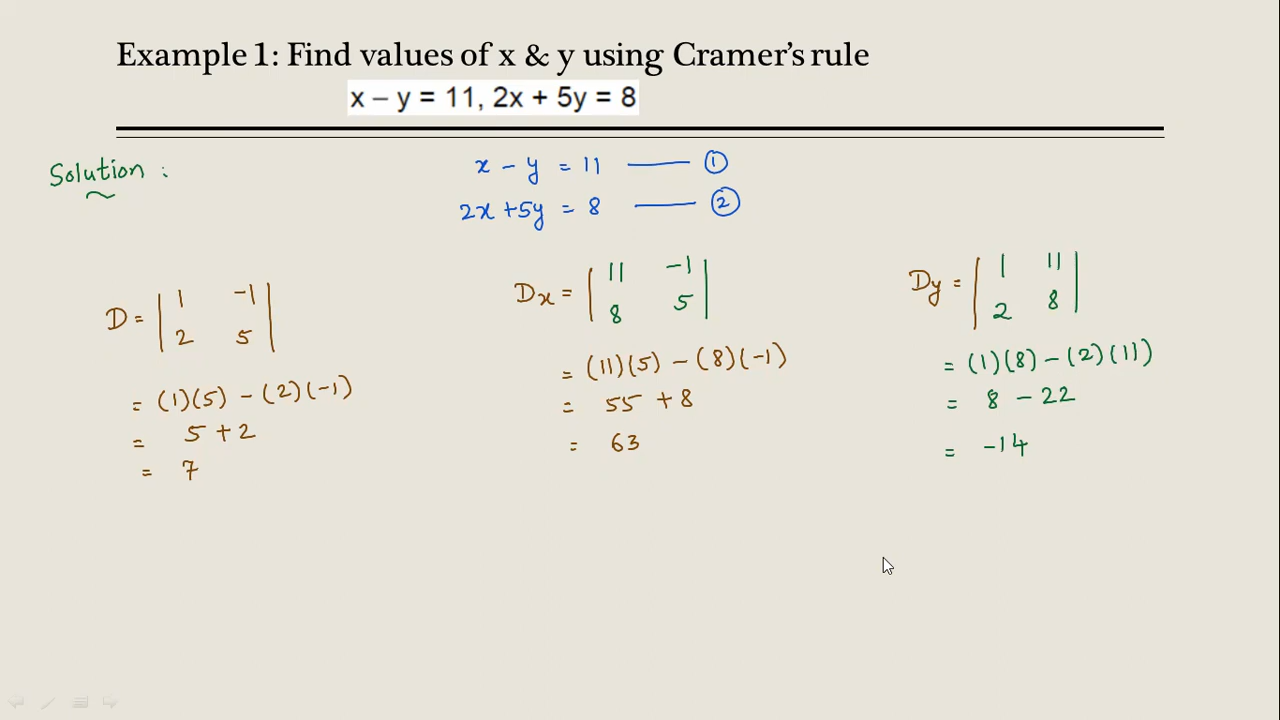 Example 1: Find values of x & y using Cramer's rule
x – y = 11, 2x + 5y = 8
Solution :
x - y = 11 —— ①
2x + 5y = 8 —— ②
D = | 1 -1 |
| 2 5 |
= (1)(5) - (2)(-1)
= 5 + 2
= 7
Dx = | 11 -1 |
| 8 5 |
= (11)(5) - (8)(-1)
= 55 + 8
= 63
Dy = | 1 11 |
| 2 8 |
= (1)(8) - (2)(11)
= 8 - 22
= -14